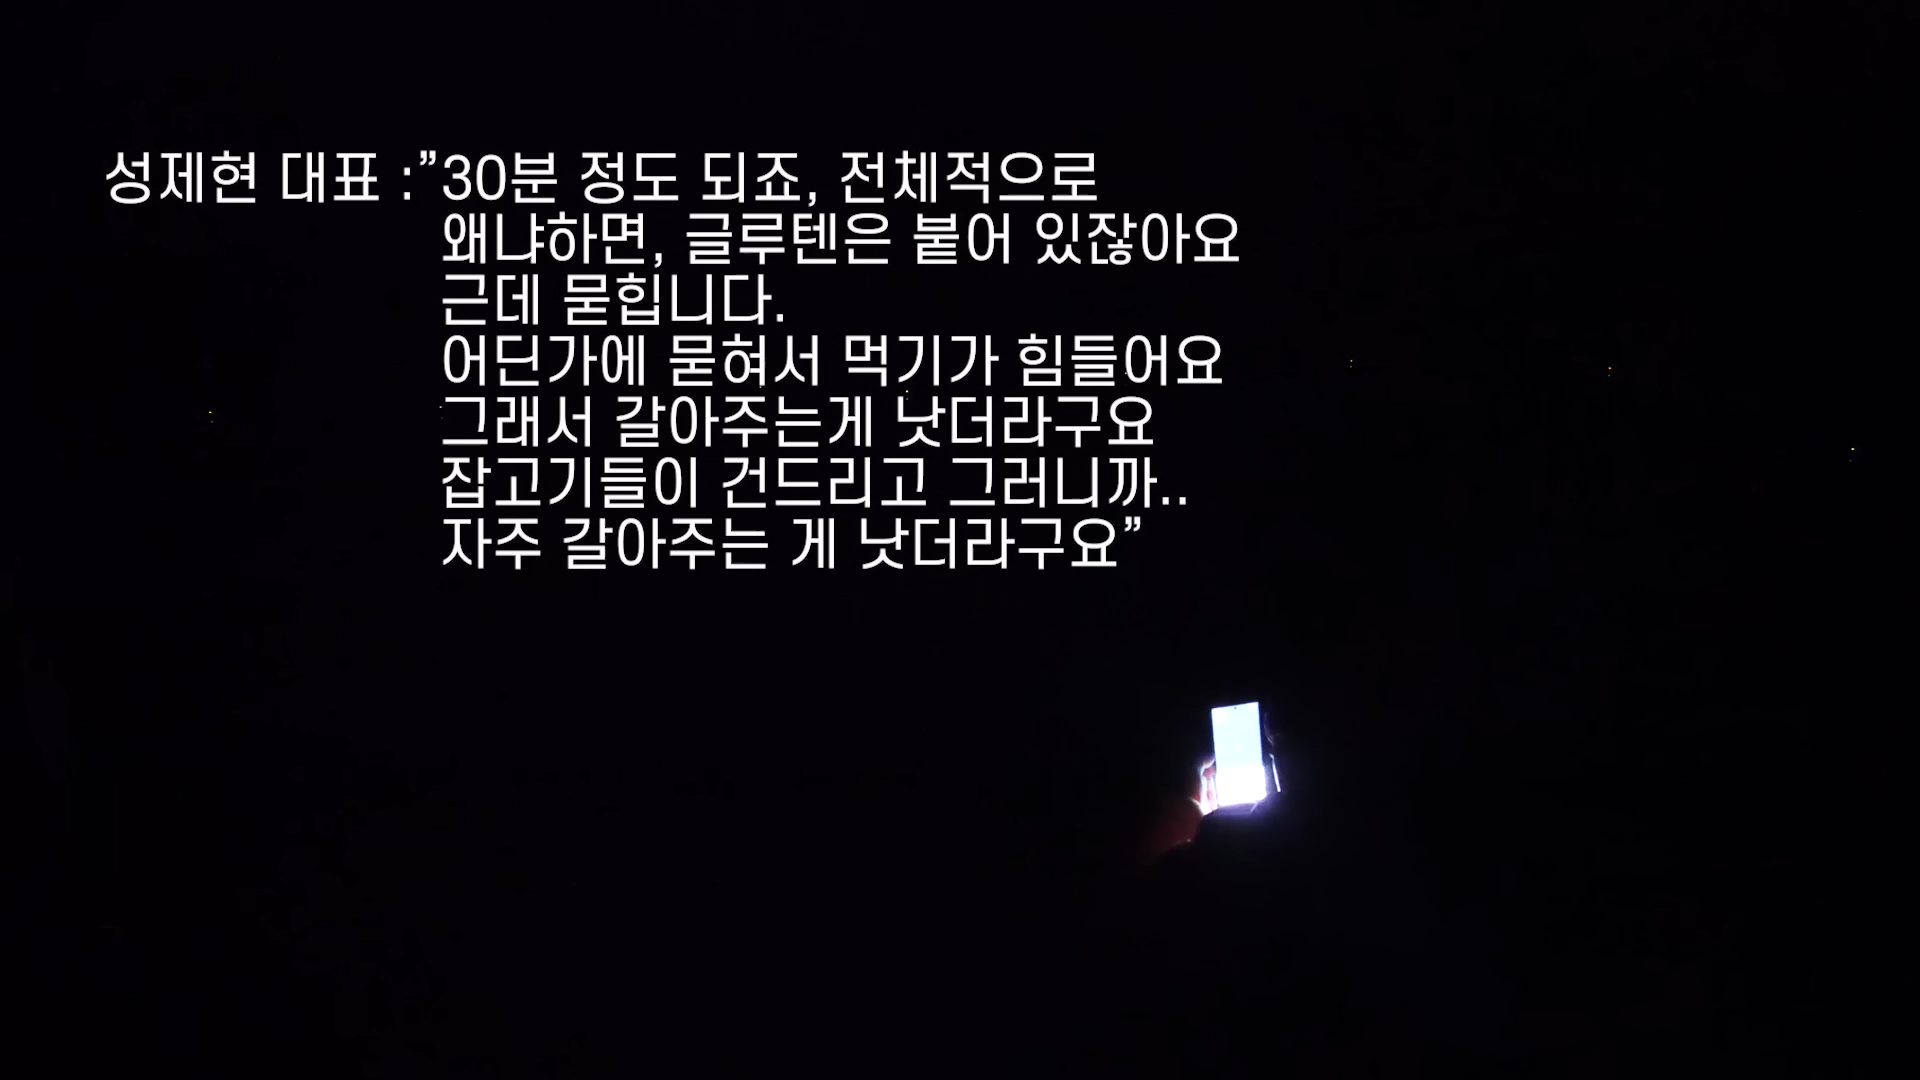 성제현 대표 :”30분 정도 되죠, 전체적으로
왜냐하면, 글루텐은 붙어 있잖아요
근데 묻힙니다.
어딘가에 묻혀서 먹기가 힘들어요
그래서 갈아주는게 낫더라구요
잡고기들이 건드리고 그러니까..
자주 갈아주는 게 낫더라구요”